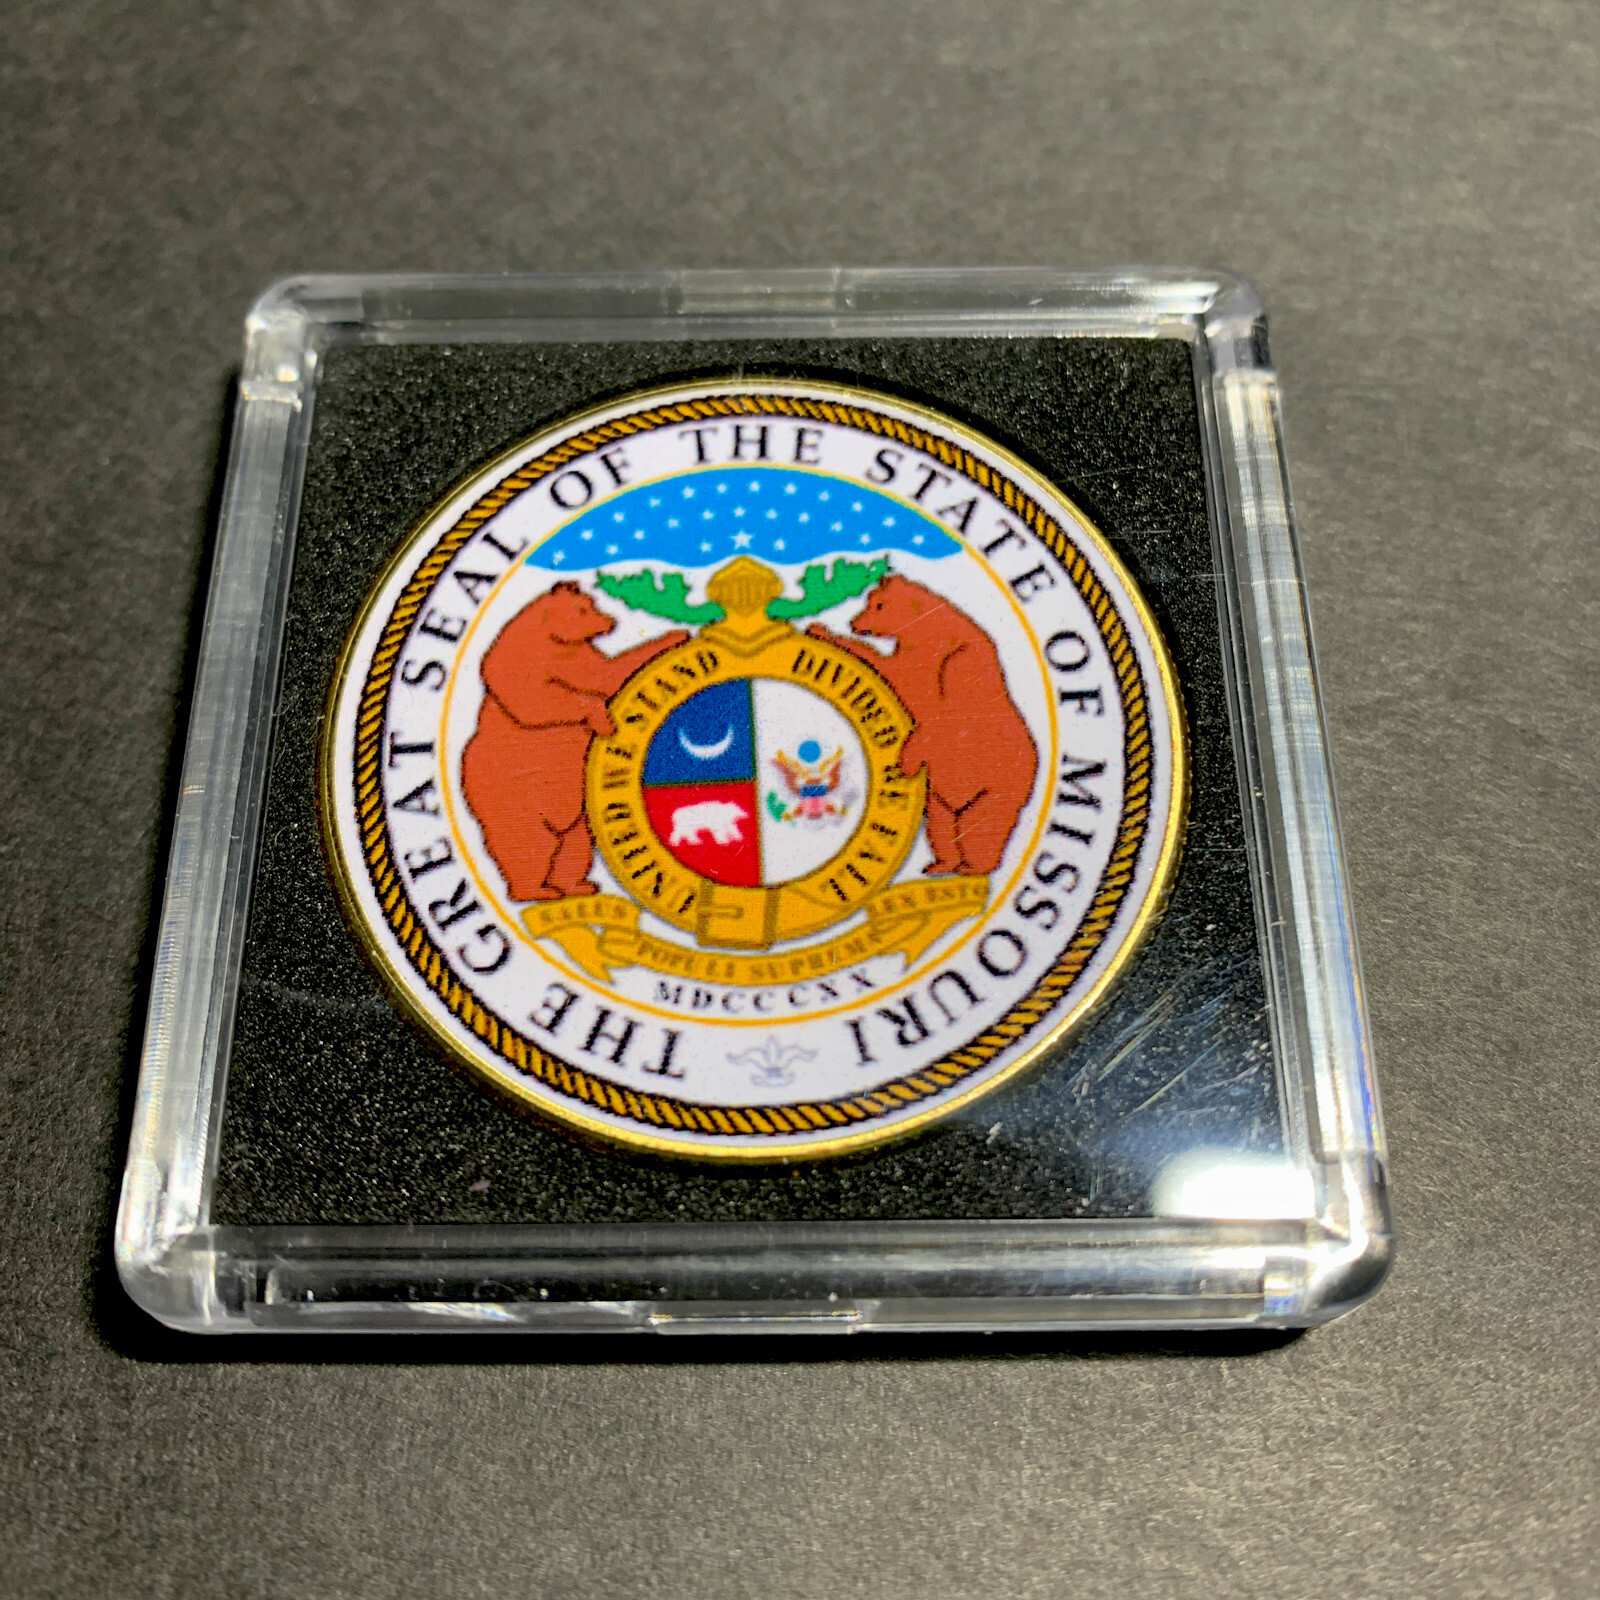 THE GREAT SEAL OF THE STATE OF MISSOURI
UNITED WE STAND DIVIDED WE FALL
SALUS POPULI SUPREMA LEX ESTO
MDCCCXX